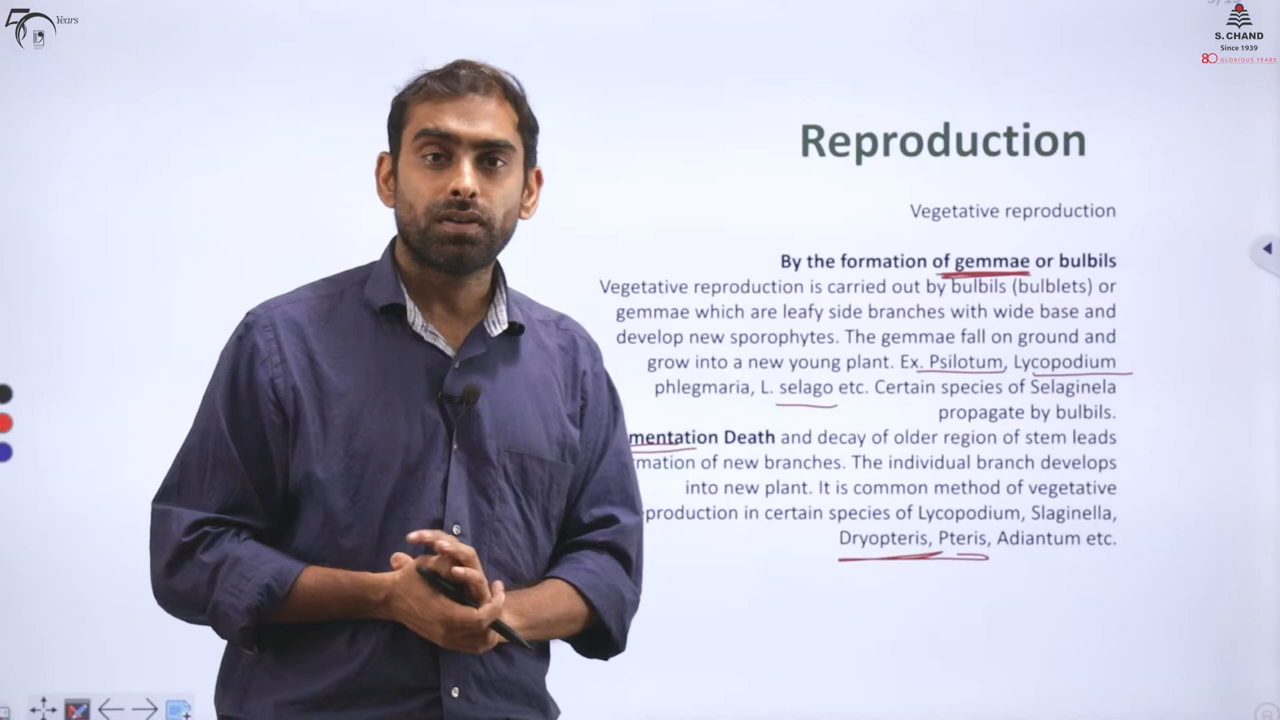 50 Years
S. CHAND
Since 1939
80 GLORIOUS YEARS
Reproduction
Vegetative reproduction
By the formation of gemmae or bulbils
Vegetative reproduction is carried out by bulbils (bulblets) or
gemmae which are leafy side branches with wide base and
develop new sporophytes. The gemmae fall on ground and
grow into a new young plant. Ex. Psilotum, Lycopodium
phlegmaria, L. selago etc. Certain species of Selaginela
propagate by bulbils.
mentation Death and decay of older region of stem leads
mation of new branches. The individual branch develops
into new plant. It is common method of vegetative
production in certain species of Lycopodium, Slaginella,
Dryopteris, Pteris, Adiantum etc.